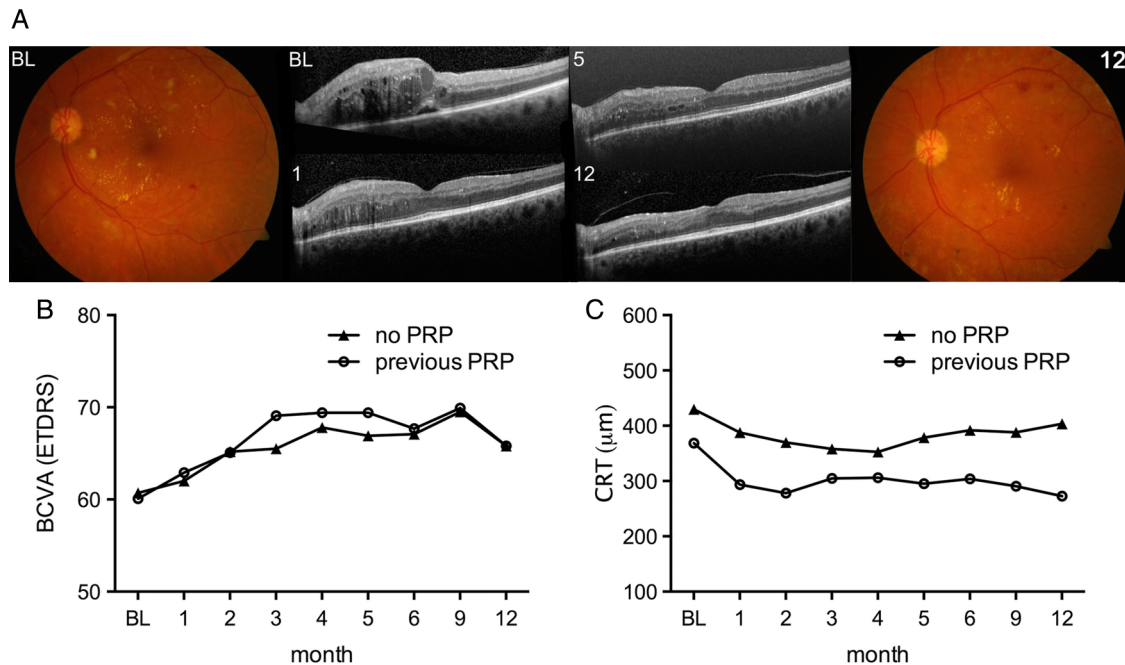 A
BL
BL
5
12
1
12
B
80
70
60
50
BCVA (ETDRS)
no PRP
previous PRP
BL 1 2 3 4 5 6 9 12
month
C
600
500
400
300
200
100
CRT (μm)
no PRP
previous PRP
BL 1 2 3 4 5 6 9 12
month